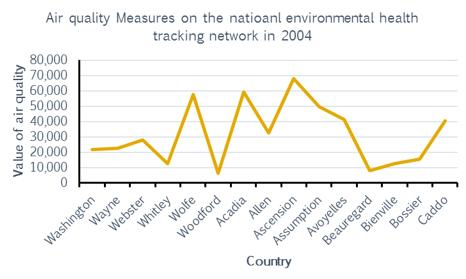 Air quality Measures on the natioanl environmental health
tracking network in 2004
Value of air quality
80,000
70,000
60,000
50,000
40,000
30,000
20,000
10,000
0
Washington
Wayne
Webster
Whitley
Wolfe
Woodford
Acadia
Allen
Ascension
Assumption
Avoyelles
Beauregard
Bienville
Bossier
Caddo
Country